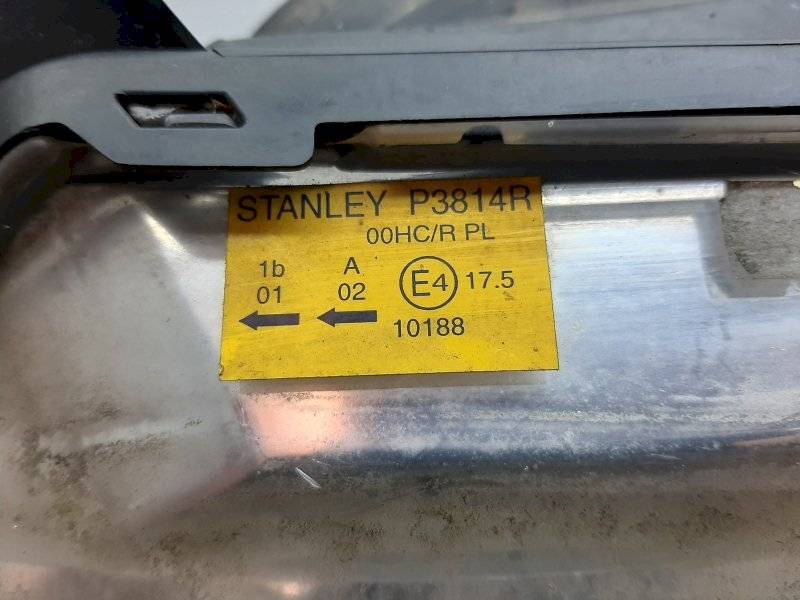 STANLEY P3814R
00HC/R PL
1b A
01 02 E4 17.5
10188